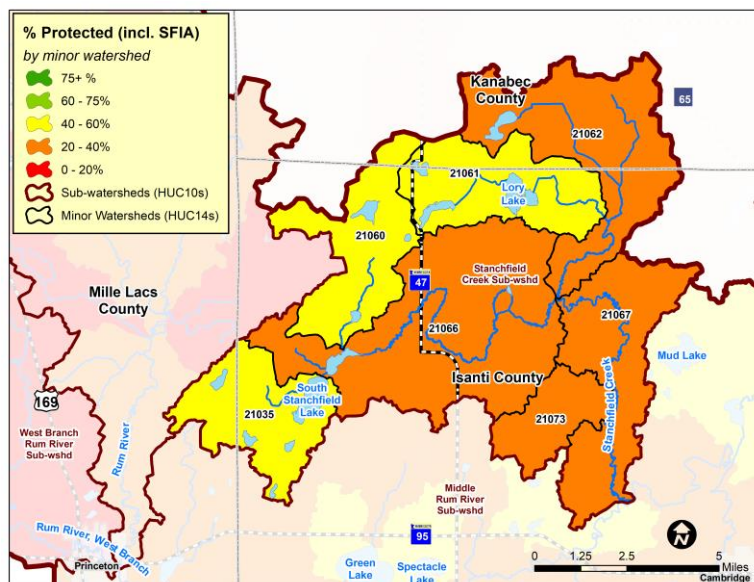 % Protected (incl. SFIA)
by minor watershed
75+ %
60 - 75%
40 - 60%
20 - 40%
0 - 20%
Sub-watersheds (HUC10s)
Minor Watersheds (HUC14s)
Kanabec
County
65
21062
21061
Lory
Lake
21060
Stanchfield
Creek Sub-wshd
47
Mille Lacs
County
21066
21067
Mud Lake
Isanti County
169
South
Stanchfield
Lake
21035
21073
Stanchfield Creek
West Branch
Rum River
Sub-wshd
Rum River
Middle
Rum River
Sub-wshd
Rum River, West Branch
Princeton
95
Green
Lake
Spectacle
Lake
N
0 1.25 2.5 5
Miles
Cambridge